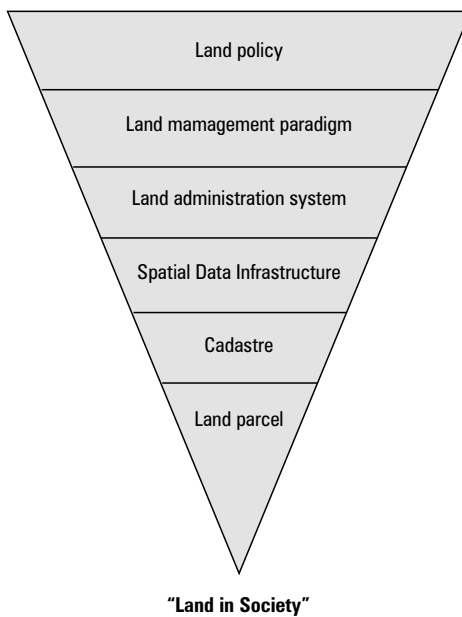 Land policy
Land mamagement paradigm
Land administration system
Spatial Data Infrastructure
Cadastre
Land parcel
“Land in Society”